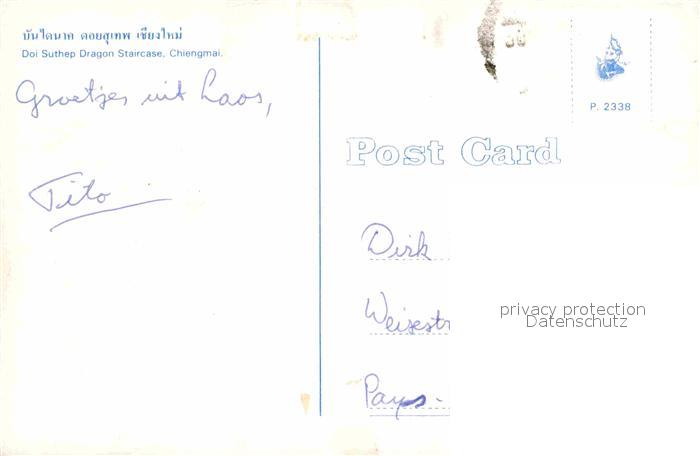 บันไดนาค ดอยสุเทพ เชียงใหม่
Doi Suthep Dragon Staircase, Chiengmai.
Groetjes uit Laos,
Tito
P. 2338
Post Card
Dirk
Weisestr
Pays-
privacy protection
Datenschutz